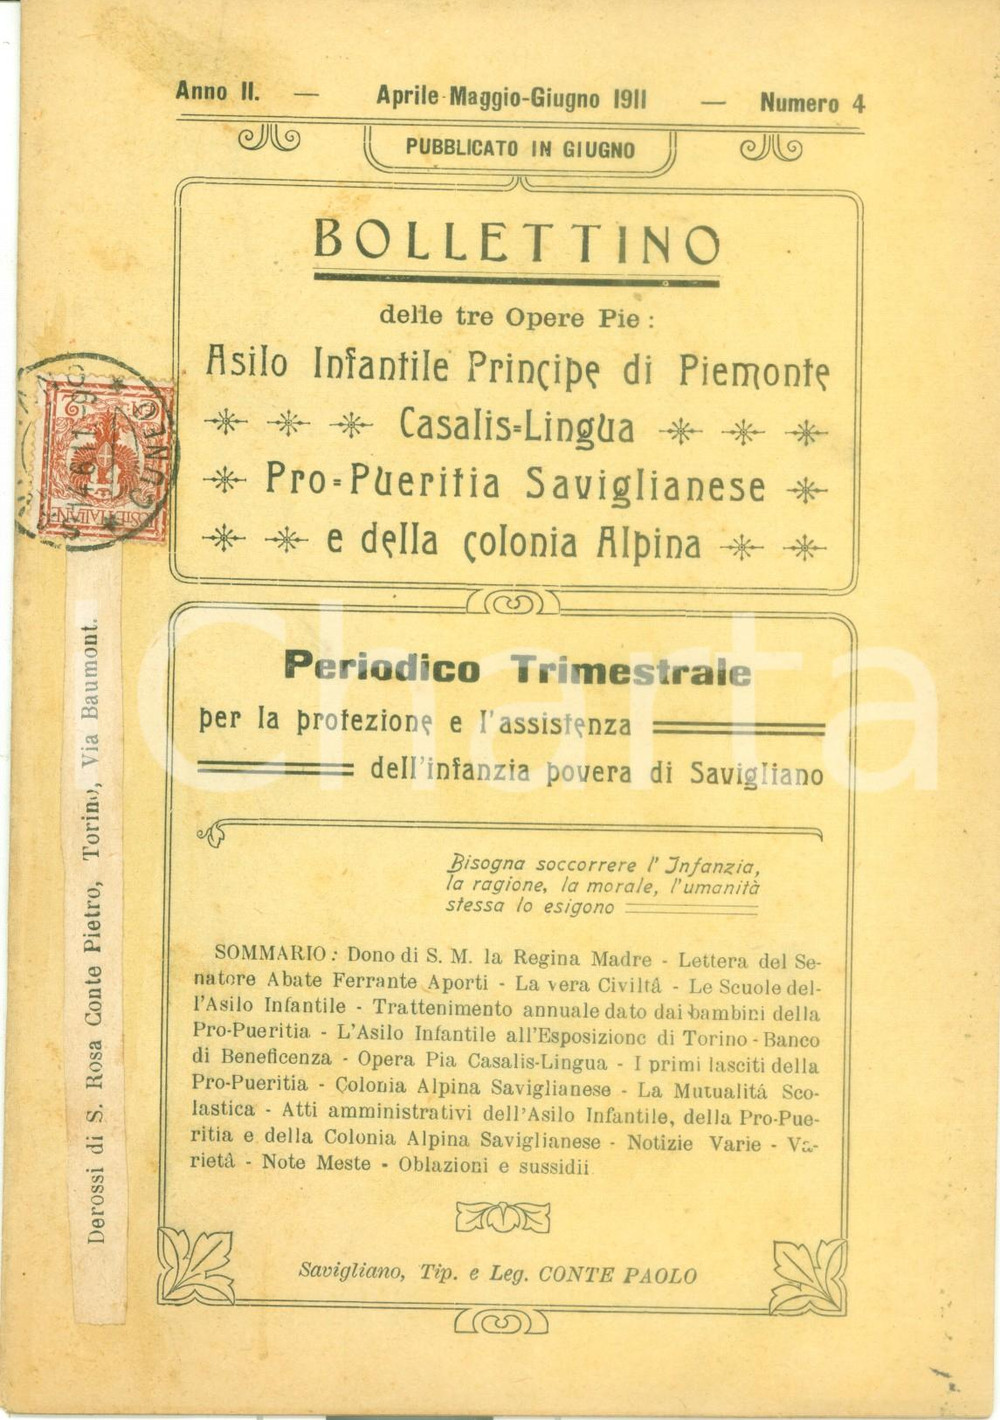 Anno II. — Aprile-Maggio-Giugno 1911 — Numero 4
PUBBLICATO IN GIUGNO
BOLLETTINO
delle tre Opere Pie :
Asilo Infantile Principe di Piemonte
Casalis=Lingua
Pro=Pueritia Saviglianese
e della colonia Alpina
Periodico Trimestrale
per la protezione e l'assistenza
dell'infanzia povera di Savigliano
Bisogna soccorrere l'Infanzia,
la ragione, la morale, l'umanità
stessa lo esigono
SOMMARIO: Dono di S. M. la Regina Madre - Lettera del Se-
natore Abate Ferrante Aporti - La vera Civiltá - Le Scuole del-
l'Asilo Infantile - Trattenimento annuale dato dai bambini della
Pro-Pueritia - L'Asilo Infantile all'Esposizione di Torino - Banco
di Beneficenza - Opera Pia Casalis-Lingua - I primi lasciti della
Pro-Pueritia - Colonia Alpina Saviglianese - La Mutualitá Sco-
lastica - Atti amministrativi dell'Asilo Infantile, della Pro-Pue-
ritia e della Colonia Alpina Saviglianese - Notizie Varie - Va-
rietá - Note Meste - Oblazioni e sussidii
Savigliano, Tip. e Leg. CONTE PAOLO
Derossi di S. Rosa Conte Pietro, Torino, Via Baumont.
CUNEO
Charta